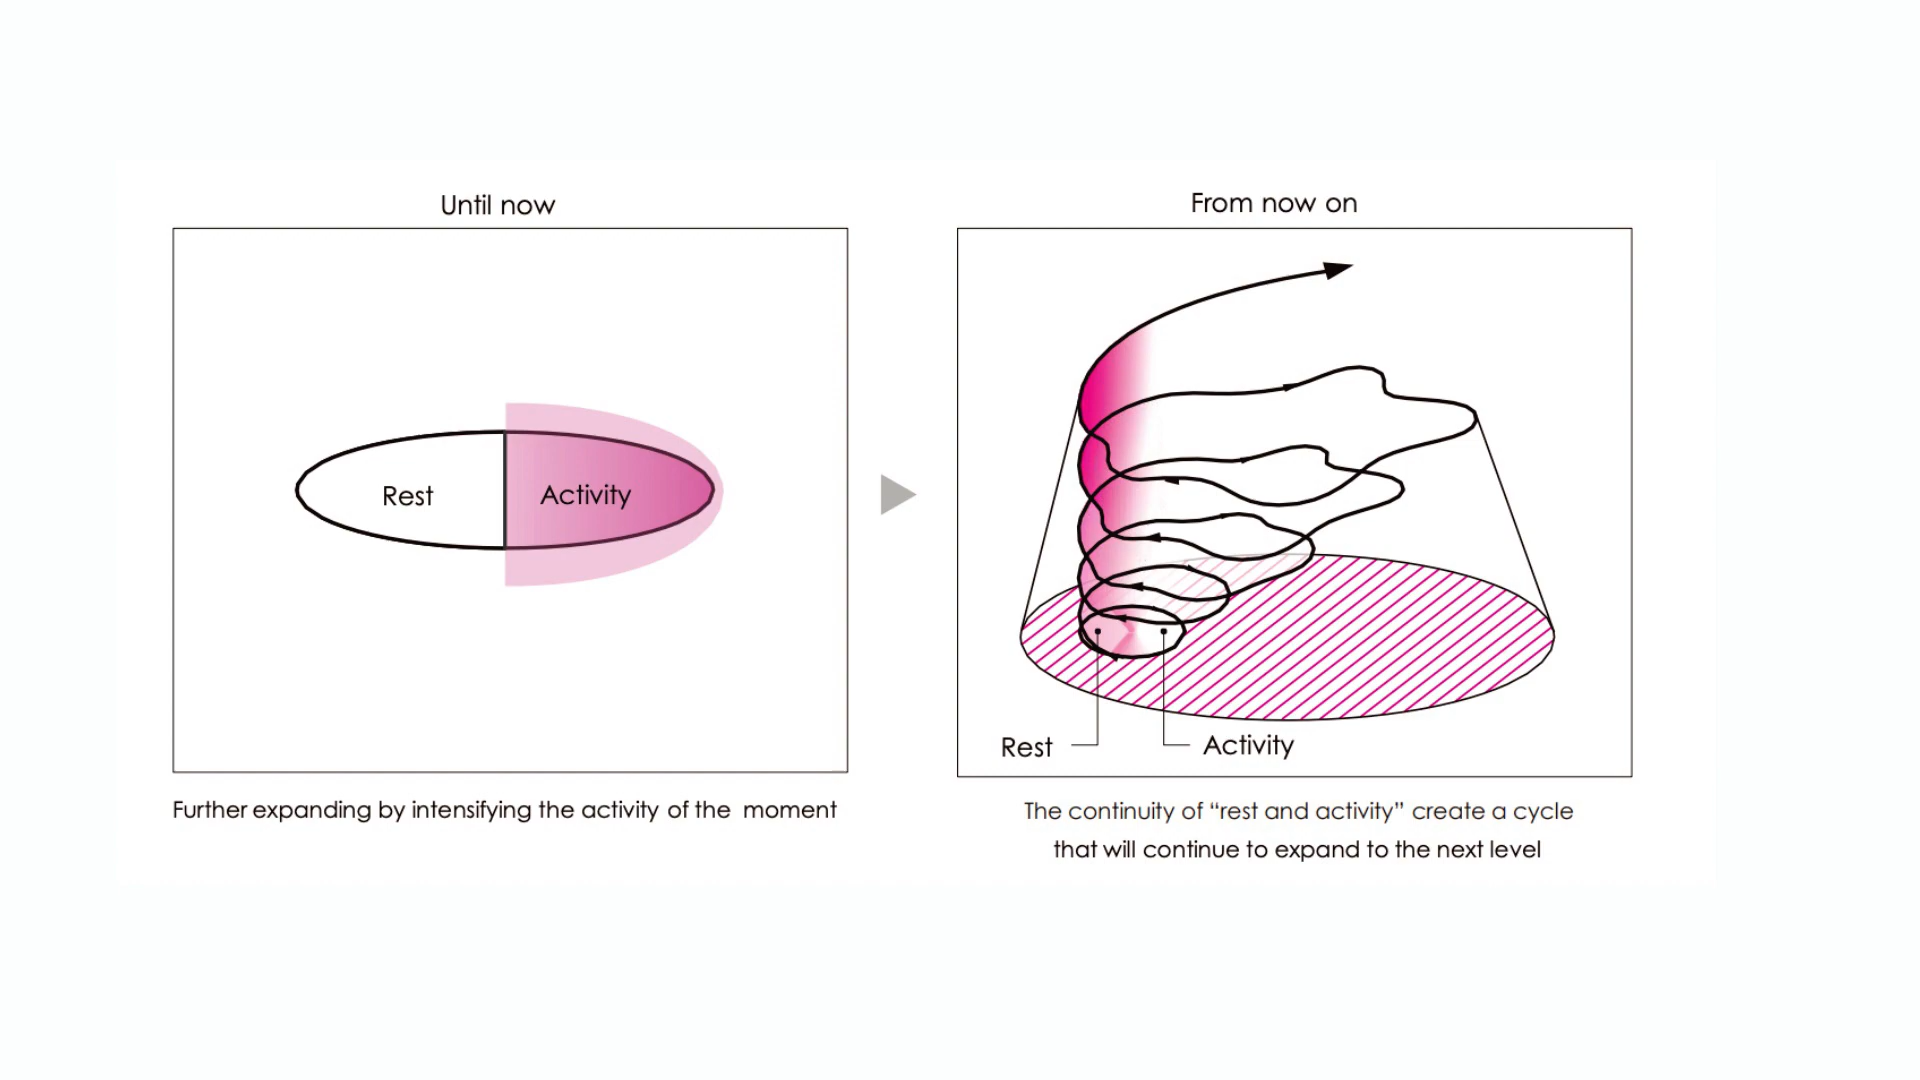 Until now
From now on
Rest
Activity
Rest
Activity
Further expanding by intensifying the activity of the moment
The continuity of “rest and activity” create a cycle
that will continue to expand to the next level